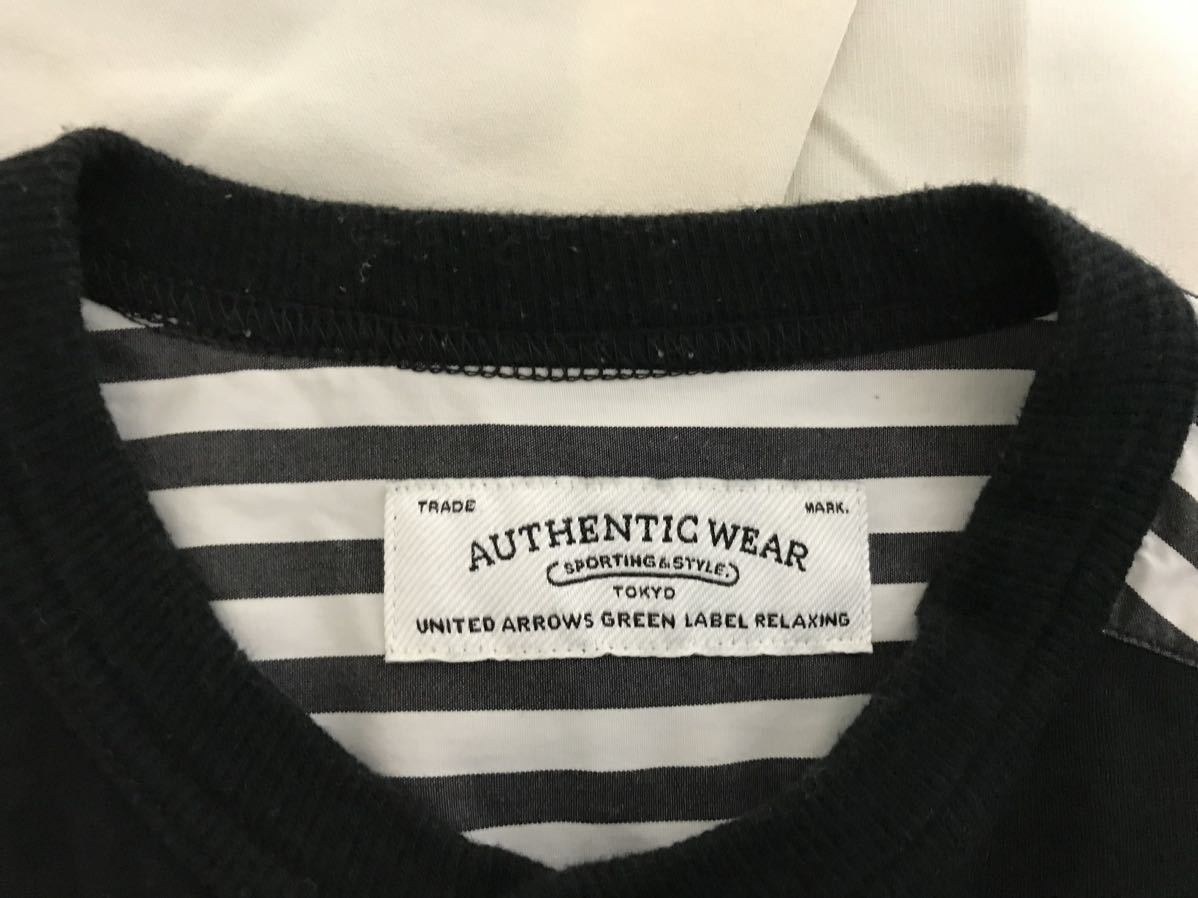 TRADE MARK.
AUTHENTIC WEAR
SPORTING & STYLE.
TOKYO
UNITED ARROWS GREEN LABEL RELAXING